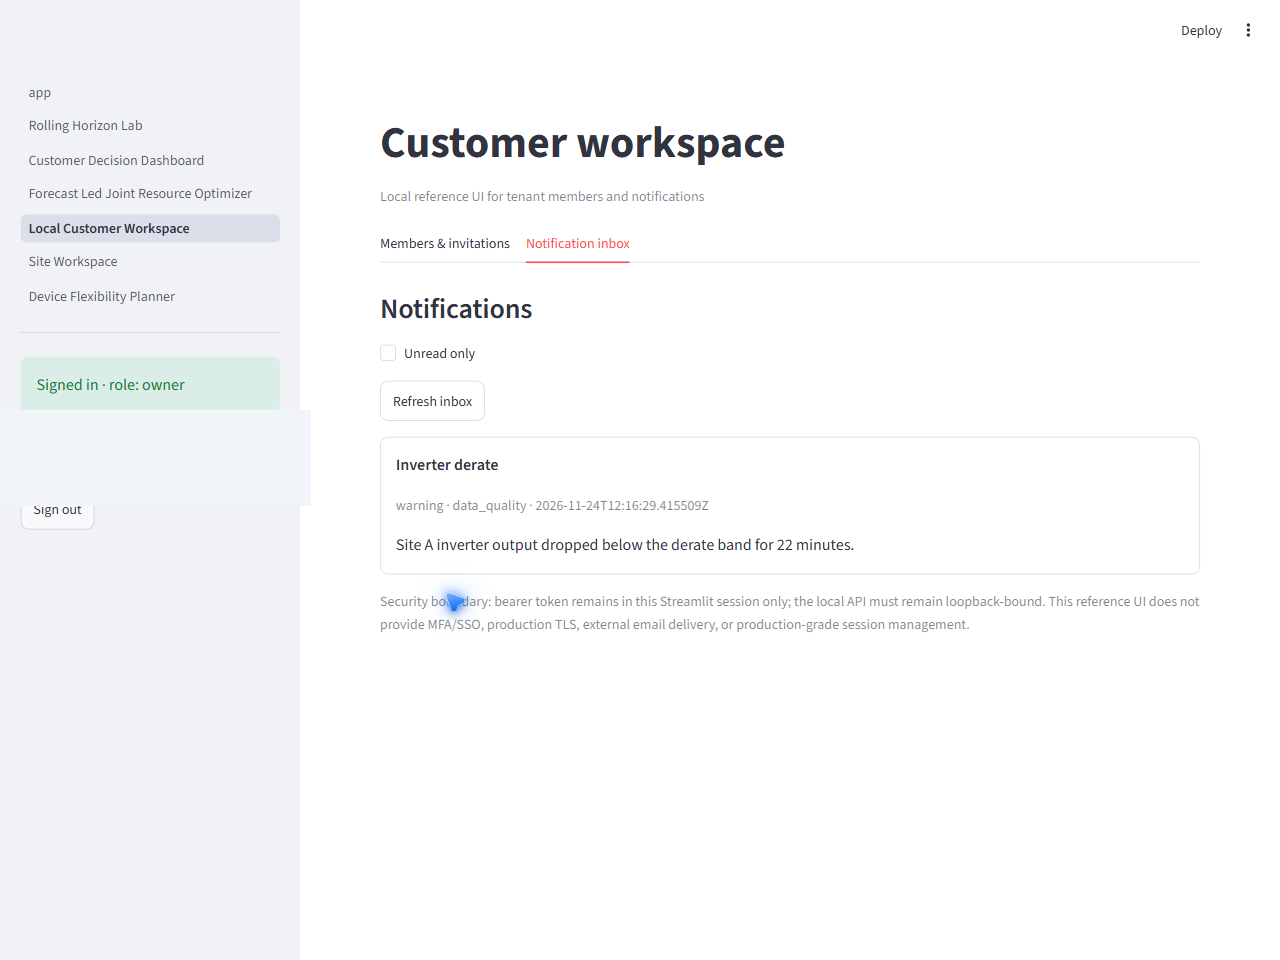 Deploy
app
Rolling Horizon Lab
Customer Decision Dashboard
Forecast Led Joint Resource Optimizer
Local Customer Workspace
Site Workspace
Device Flexibility Planner
Signed in · role: owner
Sign out
Customer workspace
Local reference UI for tenant members and notifications
Members & invitations
Notification inbox
Notifications
Unread only
Refresh inbox
Inverter derate
warning · data_quality · 2026-11-24T12:16:29.415509Z
Site A inverter output dropped below the derate band for 22 minutes.
Security boundary: bearer token remains in this Streamlit session only; the local API must remain loopback-bound. This reference UI does not
provide MFA/SSO, production TLS, external email delivery, or production-grade session management.